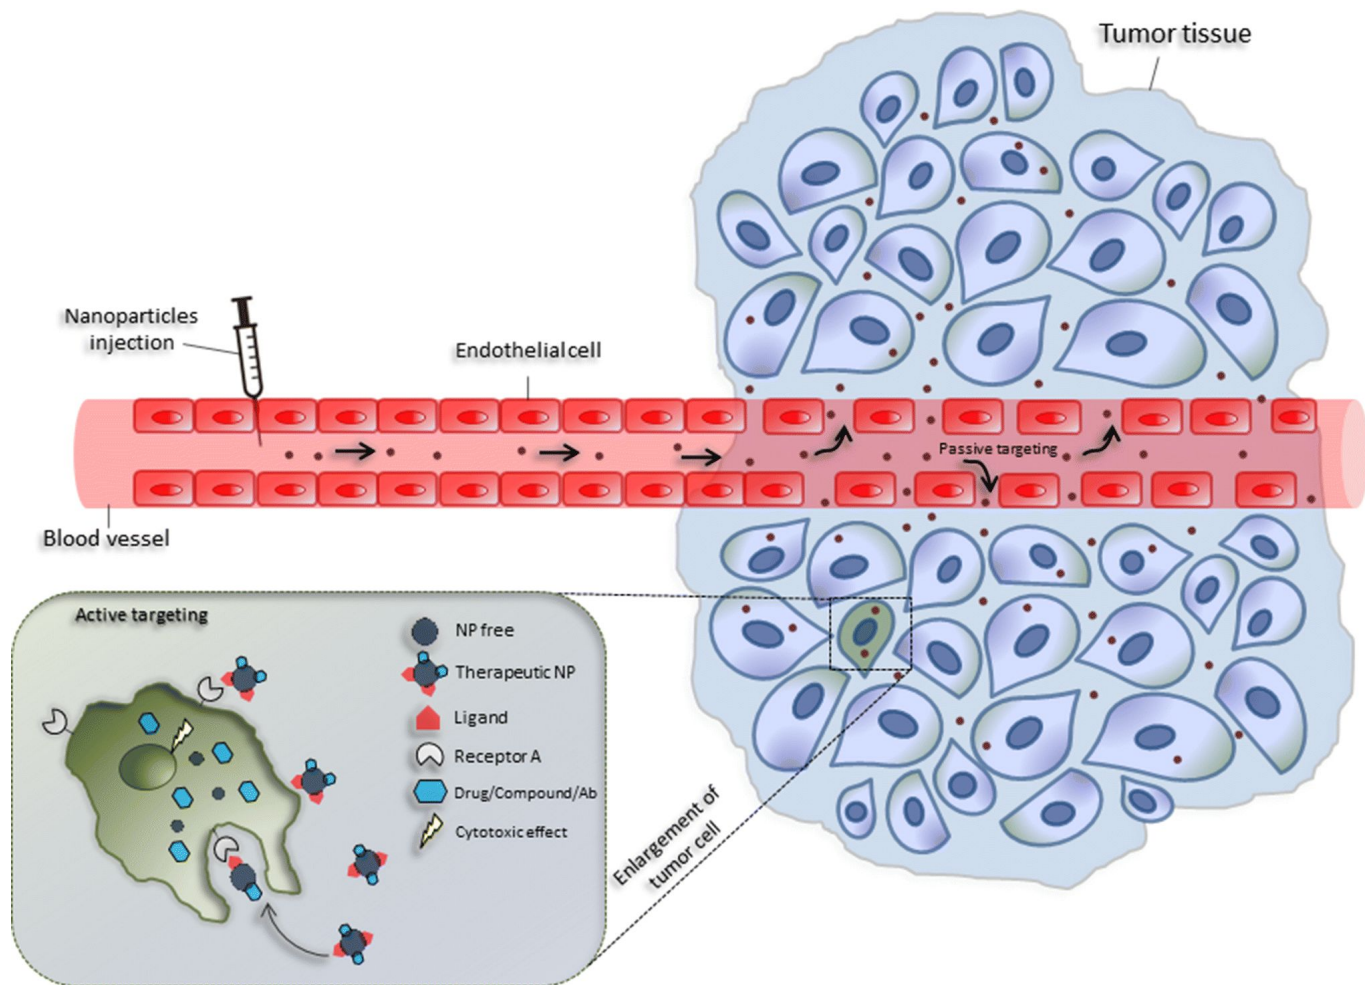 Tumor tissue
Nanoparticles
injection
Endothelial cell
Passive targeting
Blood vessel
Active targeting
NP free
Therapeutic NP
Ligand
Receptor A
Drug/Compound/Ab
Cytotoxic effect
Enlargement of
tumor cell